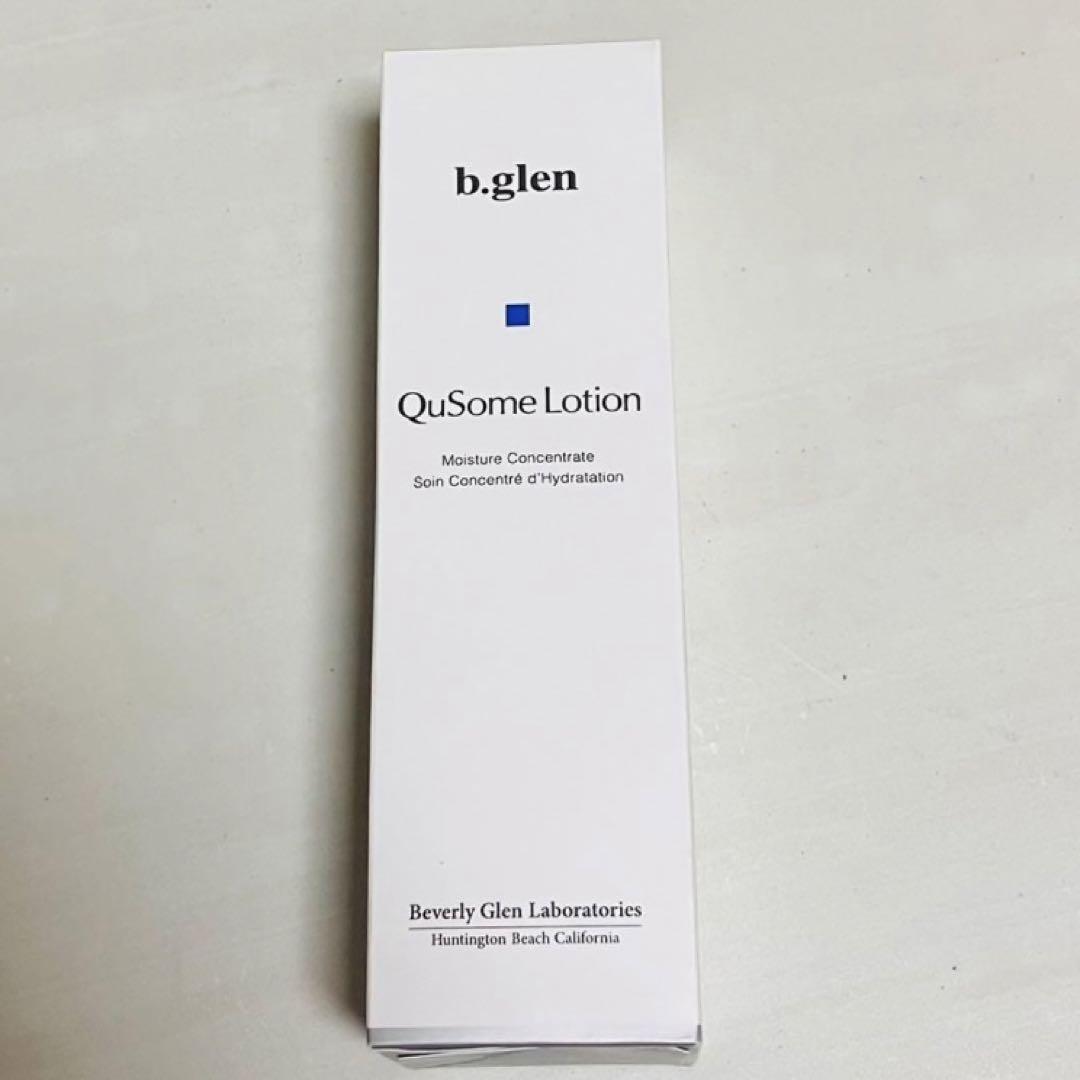 b.glen
QuSome Lotion
Moisture Concentrate
Soin Concentré d'Hydratation
Beverly Glen Laboratories
Huntington Beach California